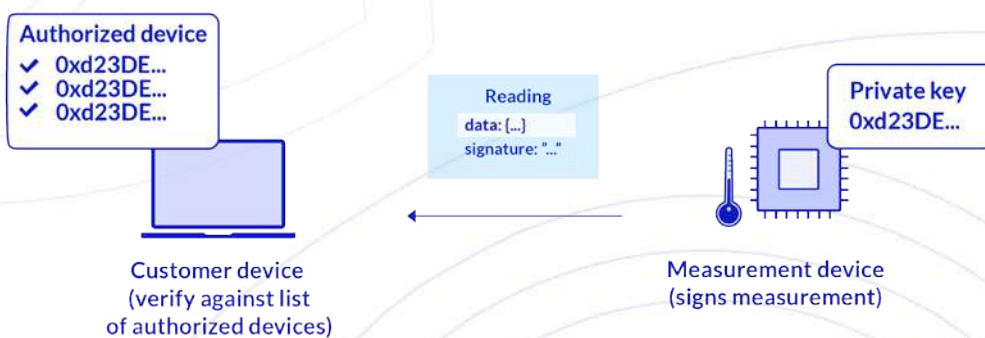 Authorized device
0xd23DE...
0xd23DE...
0xd23DE...
Reading
data: {...}
signature: "..."
Private key
0xd23DE...
Customer device
(verify against list
of authorized devices)
Measurement device
(signs measurement)